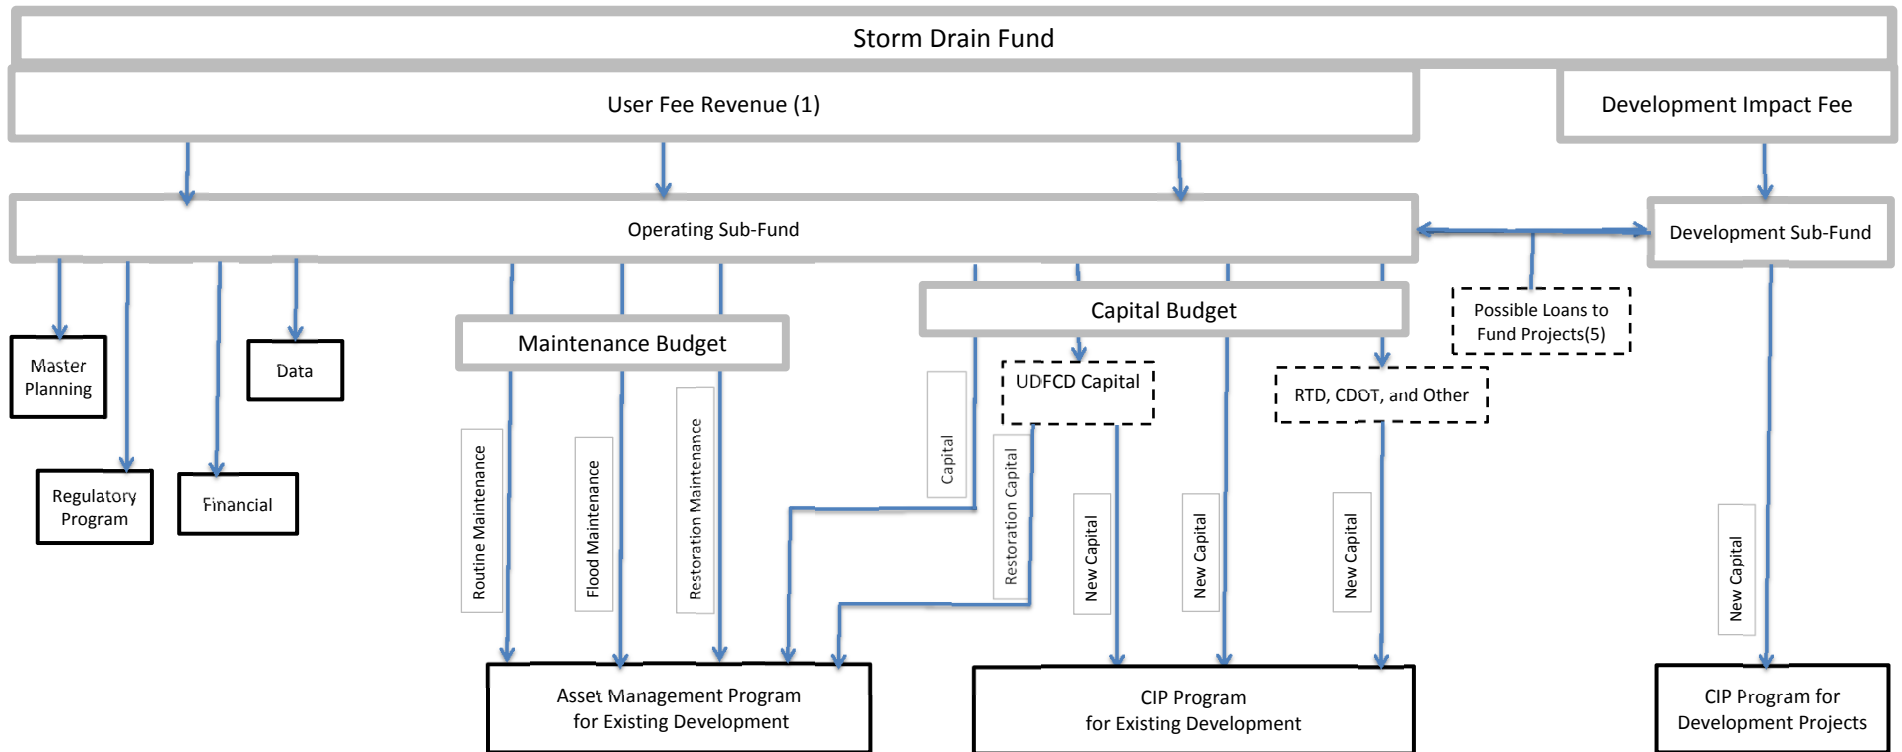 Storm Drain Fund
User Fee Revenue (1)
Development Impact Fee
Operating Sub-Fund
Development Sub-Fund
Capital Budget
Possible Loans to
Fund Projects(5)
Maintenance Budget
Master
Planning
Data
UDFCD Capital
RTD, CDOT, and Other
Regulatory
Program
Financial
Routine Maintenance
Flood Maintenance
Restoration Maintenance
Capital
Restoration Capital
New Capital
New Capital
New Capital
New Capital
Asset Management Program
for Existing Development
CIP Program
for Existing Development
CIP Program for
Development Projects